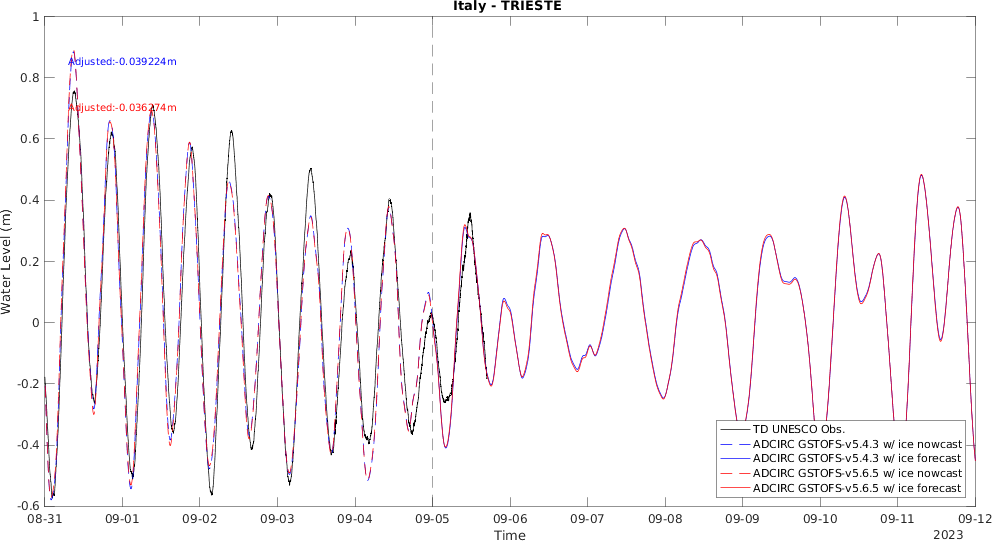 Italy - TRIESTE
1
0.8
0.6
0.4
0.2
0
-0.2
-0.4
-0.6
Water Level (m)
Adjusted:-0.039224m
Adjusted:-0.036274m
TD UNESCO Obs.
ADCIRC GSTOFS-v5.4.3 w/ ice nowcast
ADCIRC GSTOFS-v5.4.3 w/ ice forecast
ADCIRC GSTOFS-v5.6.5 w/ ice nowcast
ADCIRC GSTOFS-v5.6.5 w/ ice forecast
08-31 09-01 09-02 09-03 09-04 09-05 09-06 09-07 09-08 09-09 09-10 09-11 09-12
Time
2023